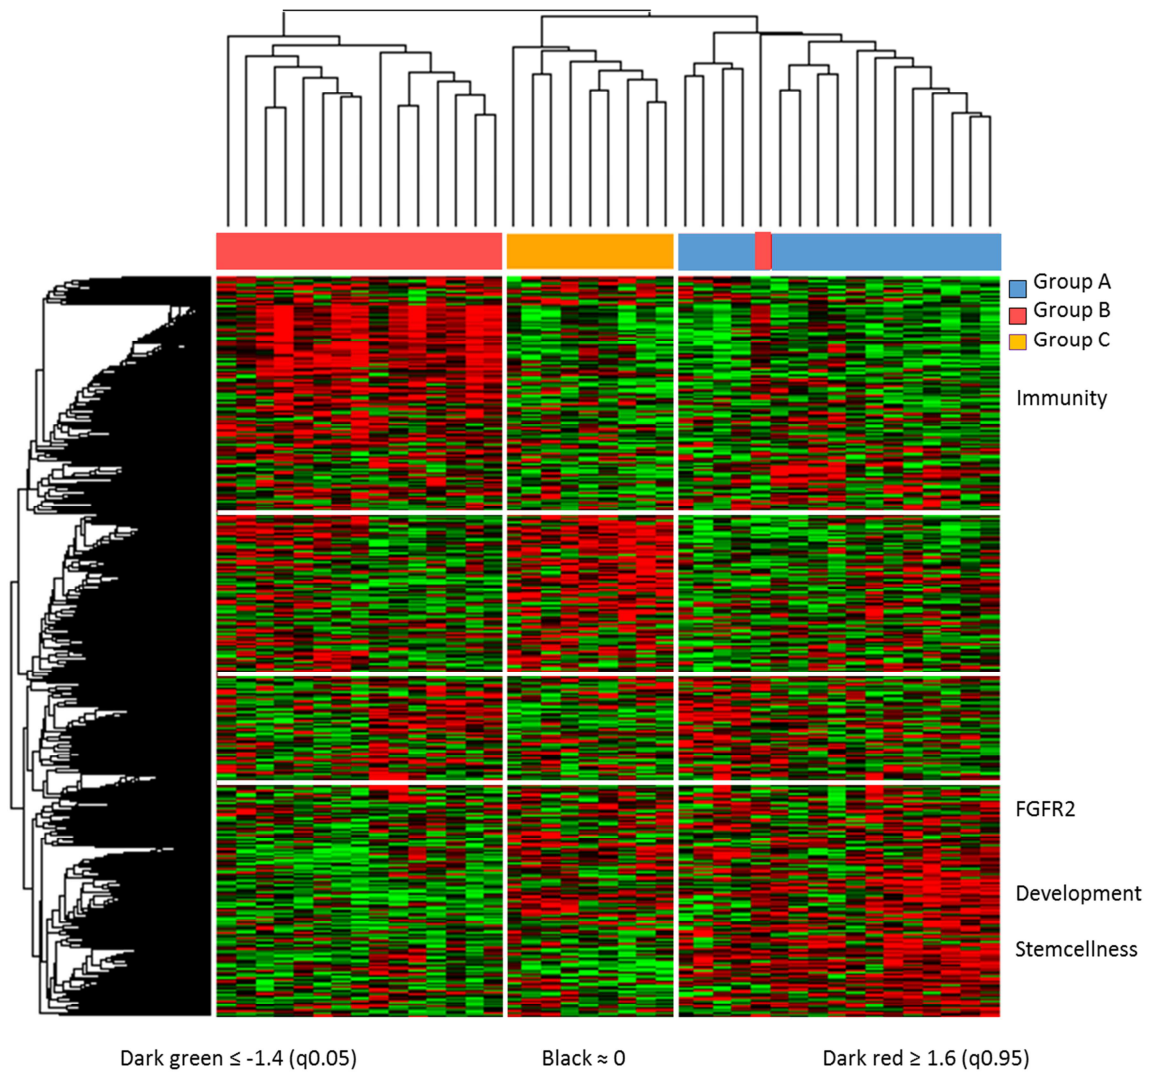 Group A
Group B
Group C
Immunity
FGFR2
Development
Stemcellness
Dark green ≤ -1.4 (q0.05)
Black ≈ 0
Dark red ≥ 1.6 (q0.95)